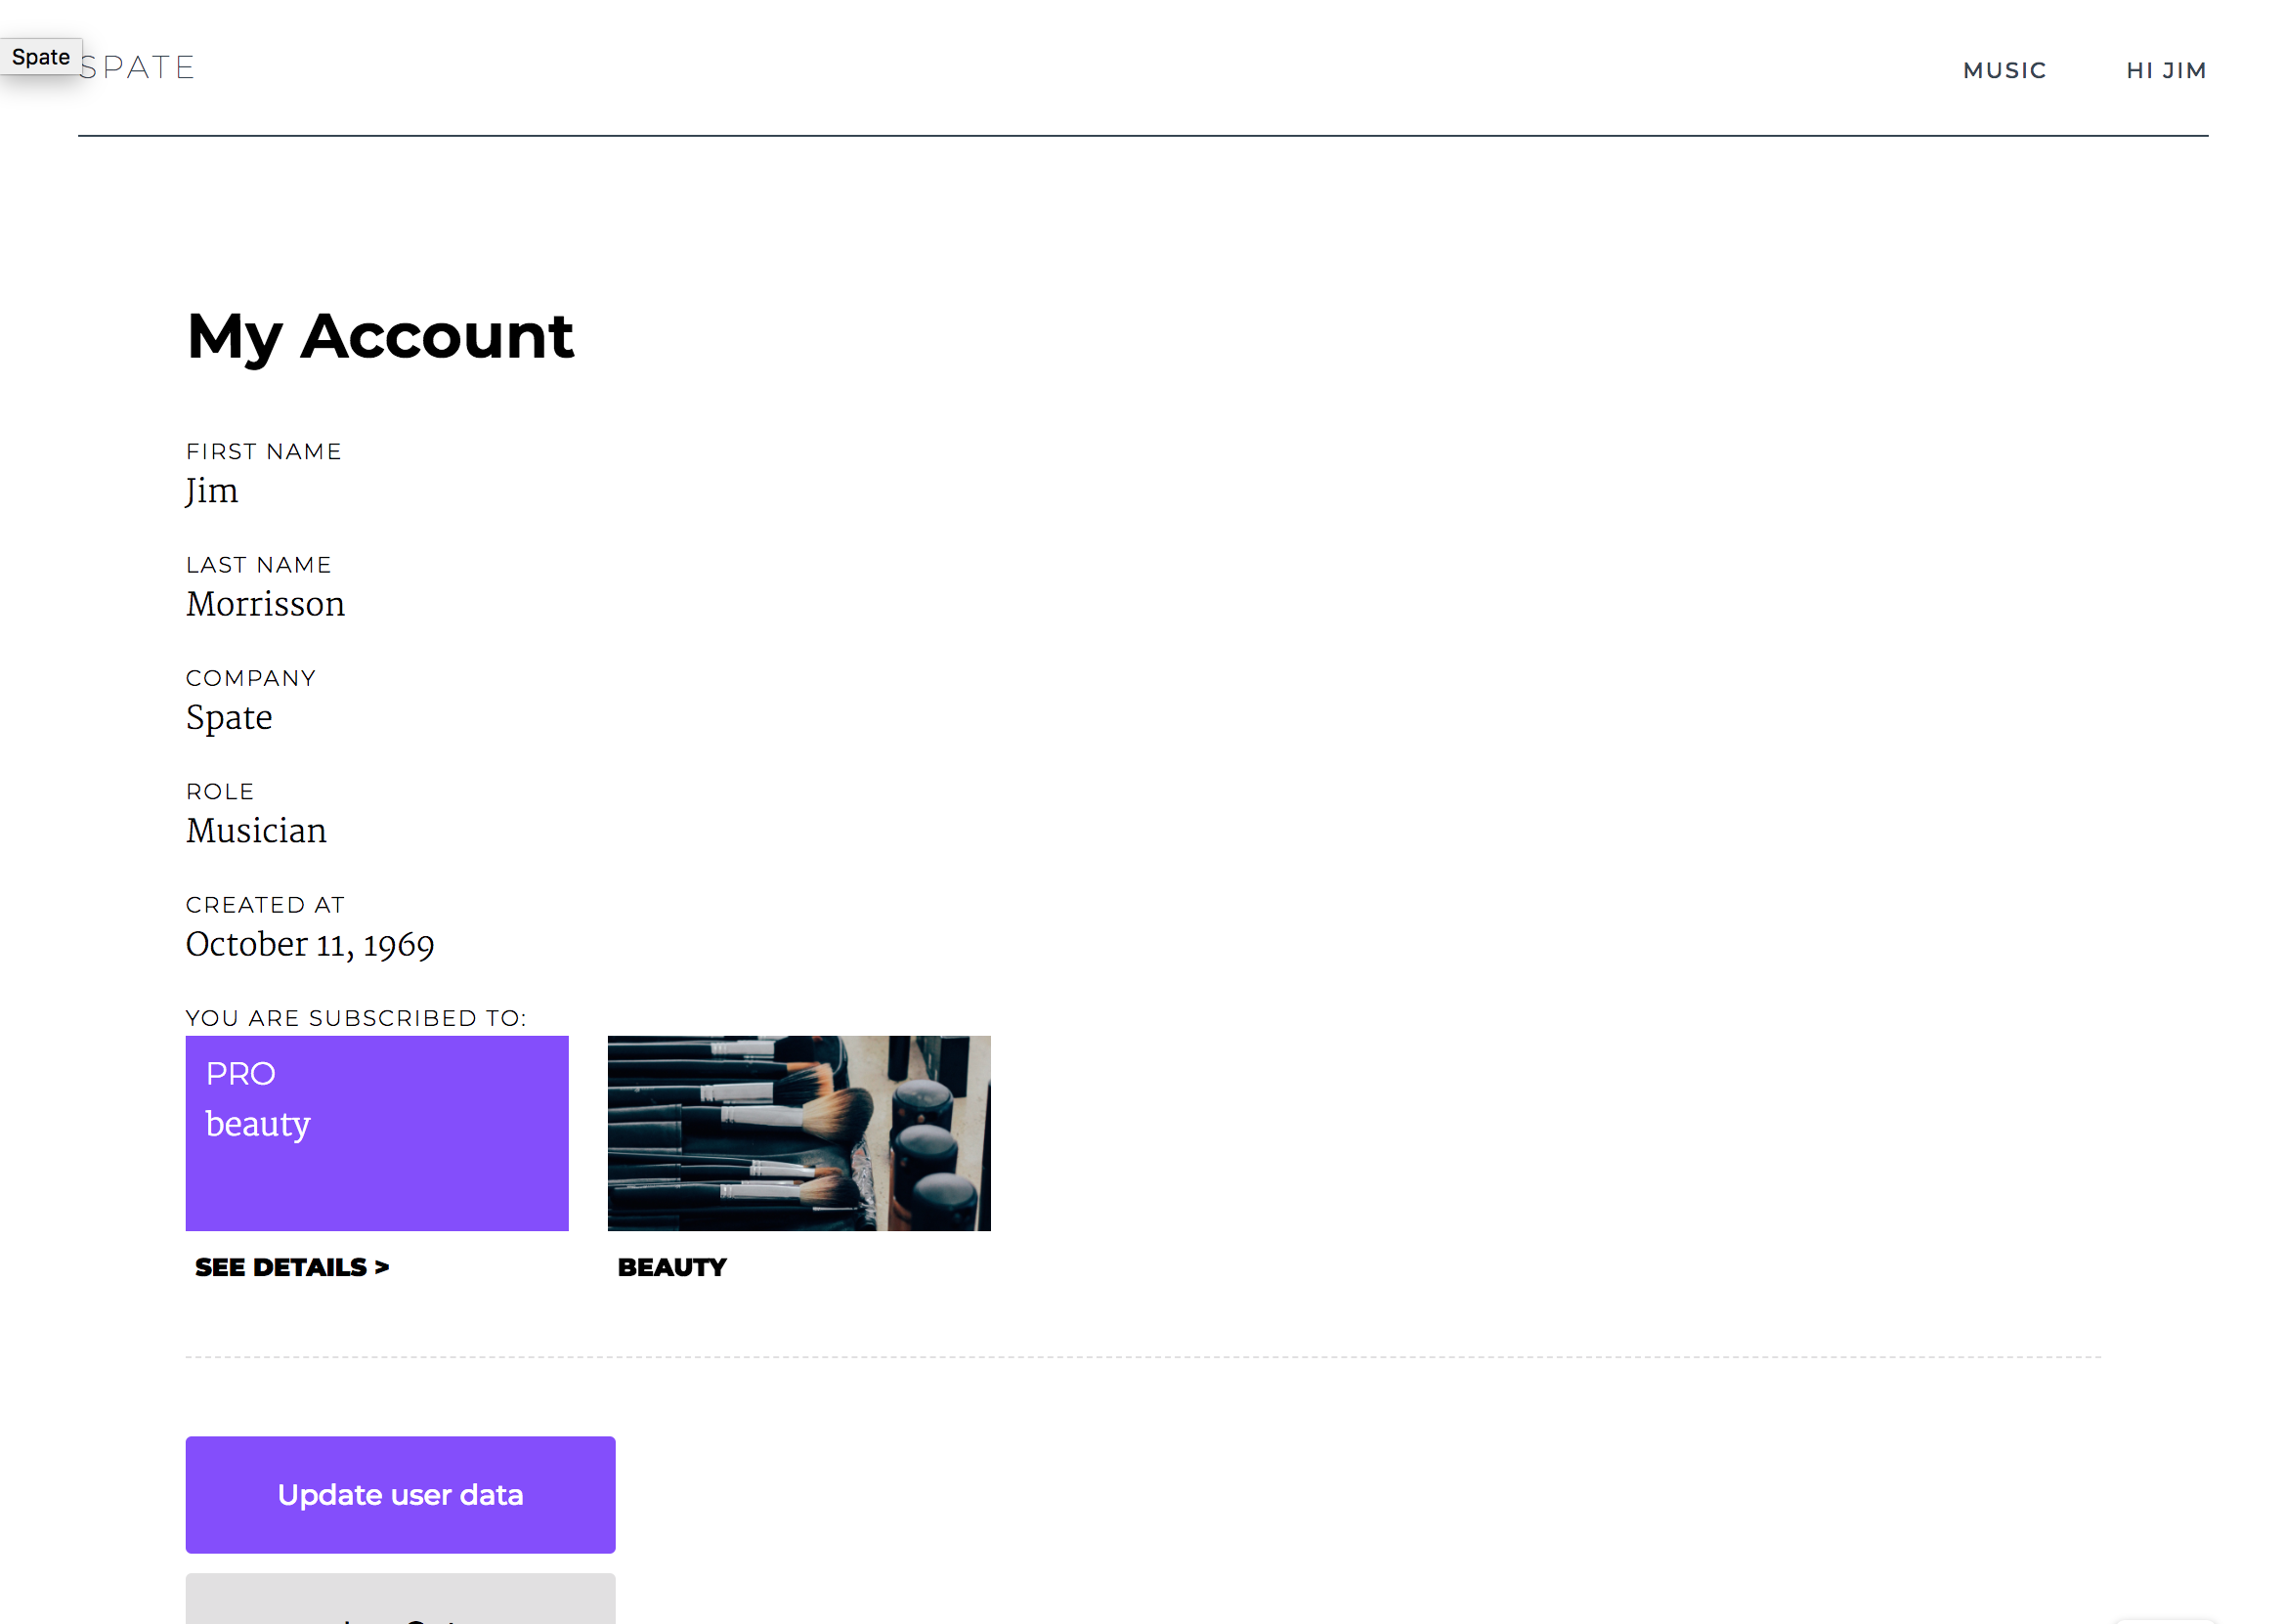 Spate
SPATE
MUSIC
HI JIM
My Account
FIRST NAME
Jim
LAST NAME
Morrisson
COMPANY
Spate
ROLE
Musician
CREATED AT
October 11, 1969
YOU ARE SUBSCRIBED TO:
PRO
beauty
SEE DETAILS >
BEAUTY
Update user data